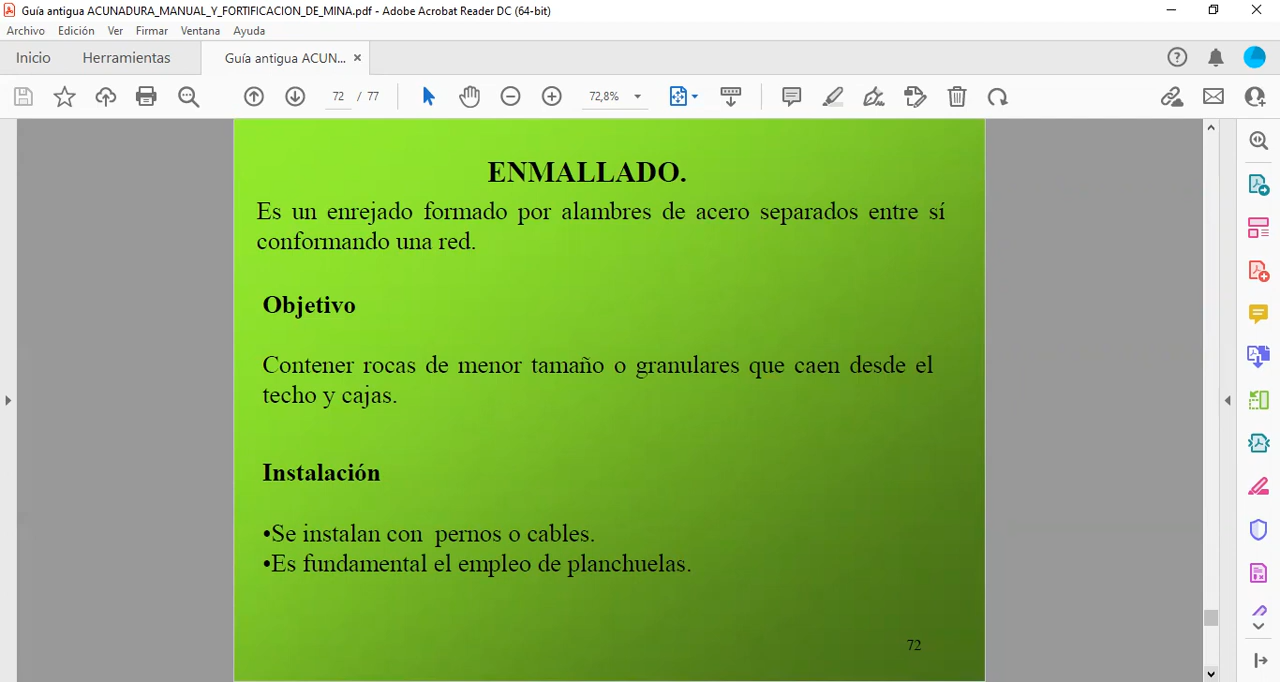 Guía antigua ACUNADURA_MANUAL_Y_FORTIFICACION_DE_MINA.pdf - Adobe Acrobat Reader DC (64-bit)
Archivo Edición Ver Firmar Ventana Ayuda
Inicio Herramientas Guía antigua ACUN... ×
72 / 77 72,8%
ENMALLADO.
Es un enrejado formado por alambres de acero separados entre sí
conformando una red.
Objetivo
Contener rocas de menor tamaño o granulares que caen desde el
techo y cajas.
Instalación
•Se instalan con  pernos o cables.
•Es fundamental el empleo de planchuelas.
72